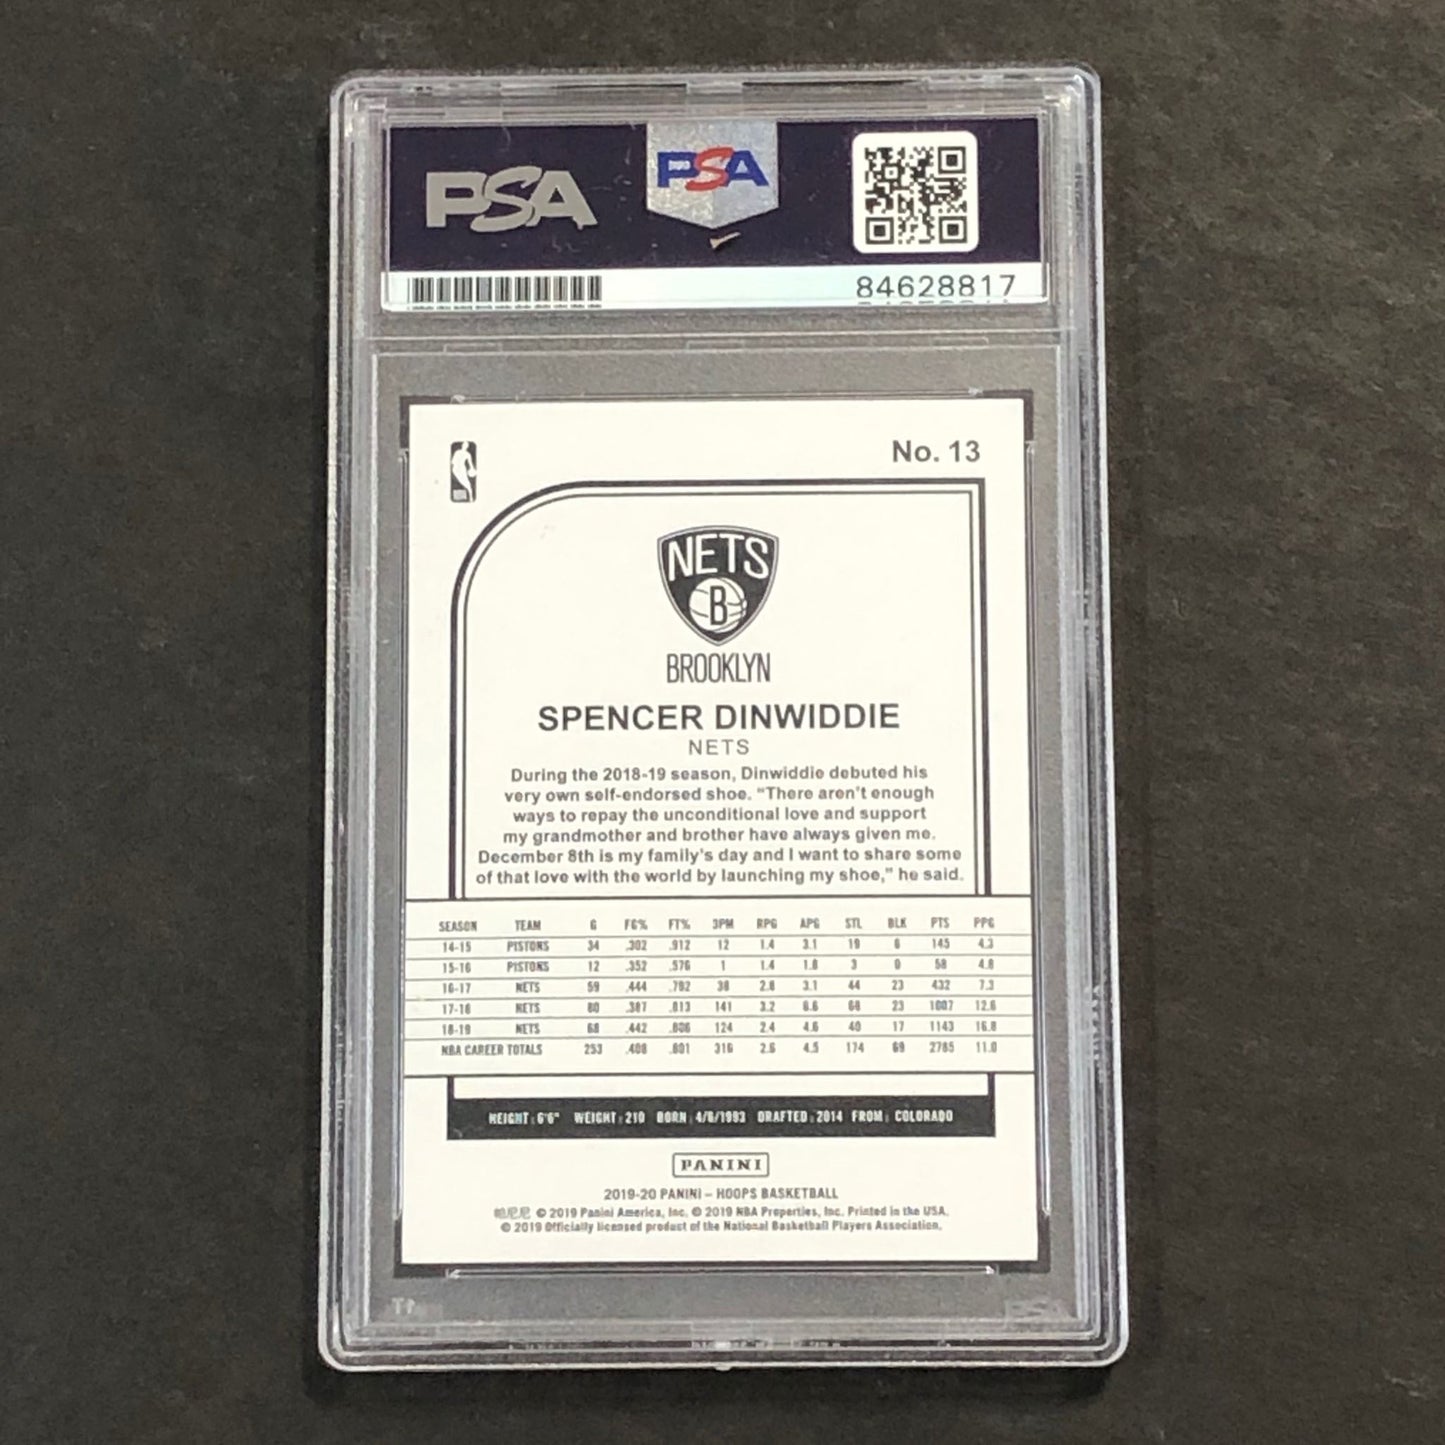 PSA
PSA
84628817
No. 13
NETS
B
BROOKLYN
SPENCER DINWIDDIE
NETS
During the 2018-19 season, Dinwiddie debuted his
very own self-endorsed shoe. "There aren't enough
ways to repay the unconditional love and support
my grandmother and brother have always given me.
December 8th is my family's day and I want to share some
of that love with the world by launching my shoe," he said.
SEASON TEAM G FG% FT% 3PM RPG APG STL BLK PTS PPG
14-15 PISTONS 34 .302 .912 12 1.4 3.1 19 6 145 4.3
15-16 PISTONS 12 .352 .576 1 1.4 1.8 3 0 58 4.8
16-17 NETS 59 .444 .792 38 2.8 3.1 44 23 432 7.3
17-18 NETS 80 .387 .813 141 3.2 6.6 68 23 1007 12.6
18-19 NETS 68 .442 .806 124 2.4 4.6 40 17 1143 16.8
NBA CAREER TOTALS 253 .408 .801 316 2.6 4.5 174 69 2785 11.0
HEIGHT: 6'6" WEIGHT: 210 BORN: 4/6/1993 DRAFTED: 2014 FROM: COLORADO
PANINI
2019-20 PANINI – HOOPS BASKETBALL
帕尼尼 © 2019 Panini America, Inc. © 2019 NBA Properties, Inc. Printed in the USA.
© 2019 Officially licensed product of the National Basketball Players Association.
PSA